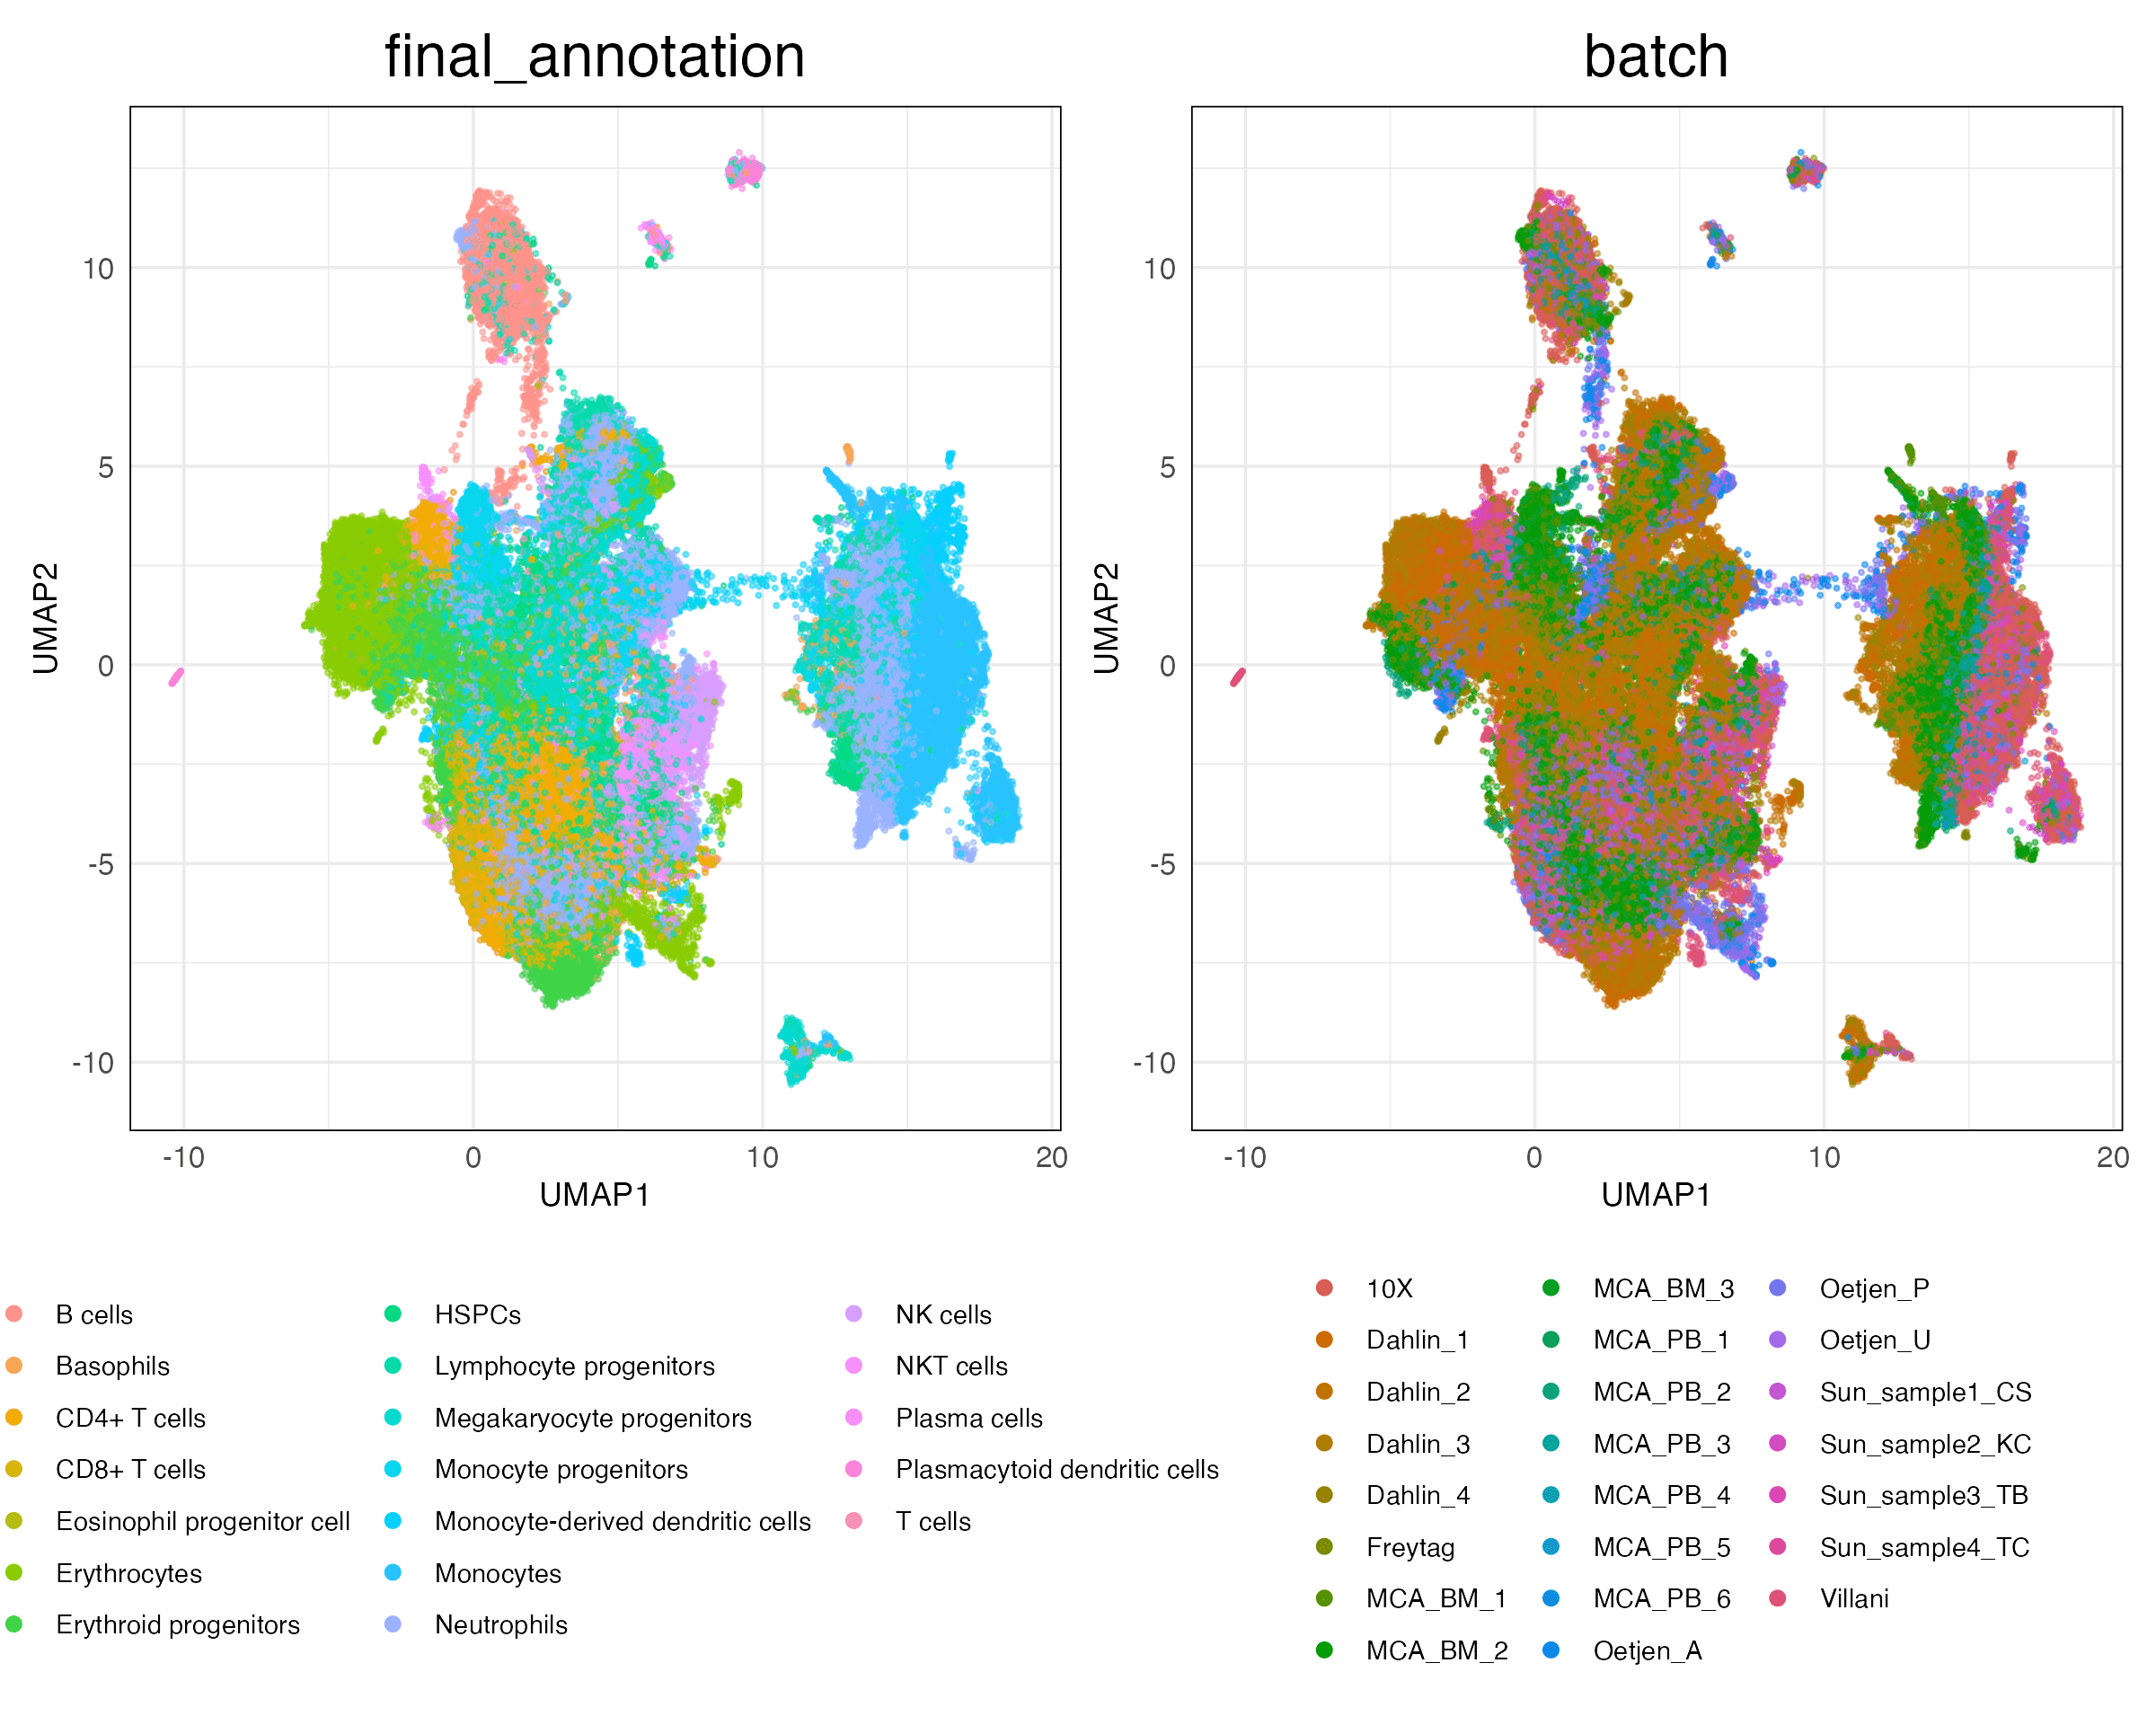 final_annotation
batch
UMAP2
10
5
0
-5
-10
-10
0
10
20
UMAP1
UMAP2
10
5
0
-5
-10
-10
0
10
20
UMAP1
B cells
Basophils
CD4+ T cells
CD8+ T cells
Eosinophil progenitor cell
Erythrocytes
Erythroid progenitors
HSPCs
Lymphocyte progenitors
Megakaryocyte progenitors
Monocyte progenitors
Monocyte-derived dendritic cells
Monocytes
Neutrophils
NK cells
NKT cells
Plasma cells
Plasmacytoid dendritic cells
T cells
10X
Dahlin_1
Dahlin_2
Dahlin_3
Dahlin_4
Freytag
MCA_BM_1
MCA_BM_2
MCA_BM_3
MCA_PB_1
MCA_PB_2
MCA_PB_3
MCA_PB_4
MCA_PB_5
MCA_PB_6
Oetjen_A
Oetjen_P
Oetjen_U
Sun_sample1_CS
Sun_sample2_KC
Sun_sample3_TB
Sun_sample4_TC
Villani